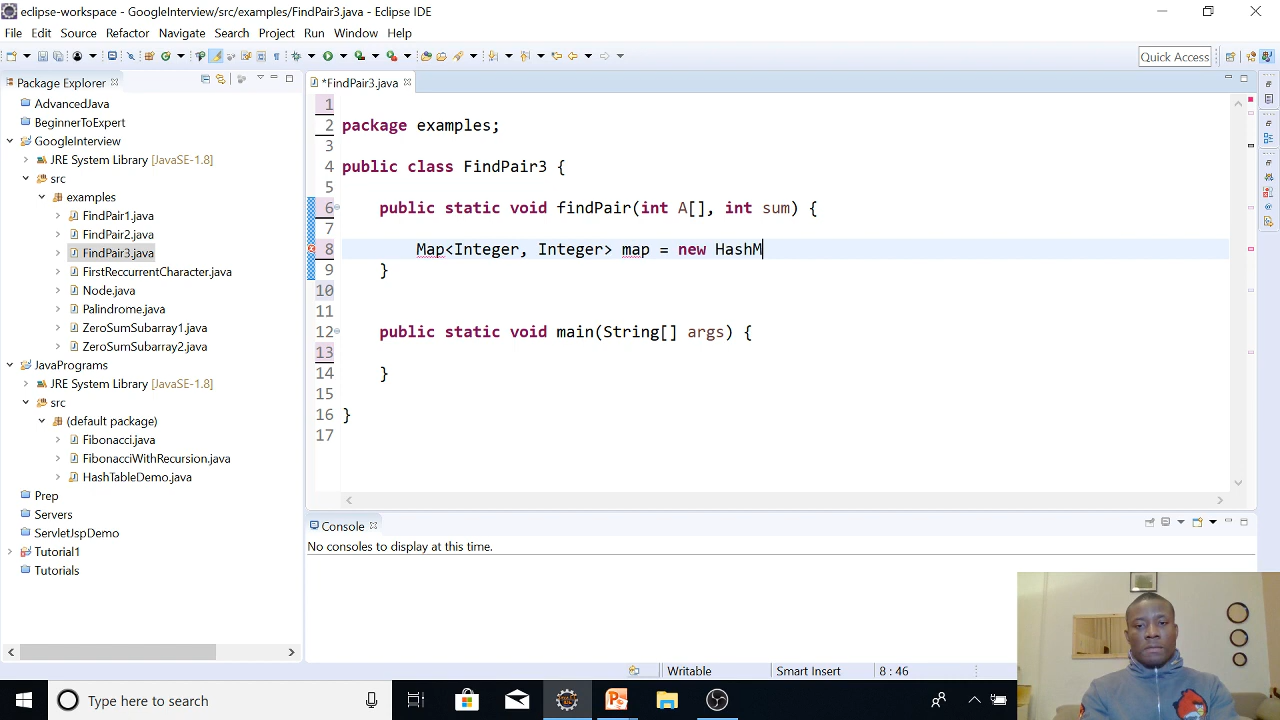 eclipse-workspace - GoogleInterview/src/examples/FindPair3.java - Eclipse IDE
File Edit Source Refactor Navigate Search Project Run Window Help
Quick Access
Package Explorer
*FindPair3.java
AdvancedJava
BeginnerToExpert
GoogleInterview
JRE System Library [JavaSE-1.8]
src
examples
FindPair1.java
FindPair2.java
FindPair3.java
FirstReccurrentCharacter.java
Node.java
Palindrome.java
ZeroSumSubarray1.java
ZeroSumSubarray2.java
JavaPrograms
JRE System Library [JavaSE-1.8]
src
(default package)
Fibonacci.java
FibonacciWithRecursion.java
HashTableDemo.java
Prep
Servers
ServletJspDemo
Tutorial1
Tutorials
1
2 package examples;
3
4 public class FindPair3 {
5
6 public static void findPair(int A[], int sum) {
7
8 Map<Integer, Integer> map = new HashM
9 }
10
11
12 public static void main(String[] args) {
13
14 }
15
16 }
17
Console
No consoles to display at this time.
Writable Smart Insert 8 : 46
Type here to search